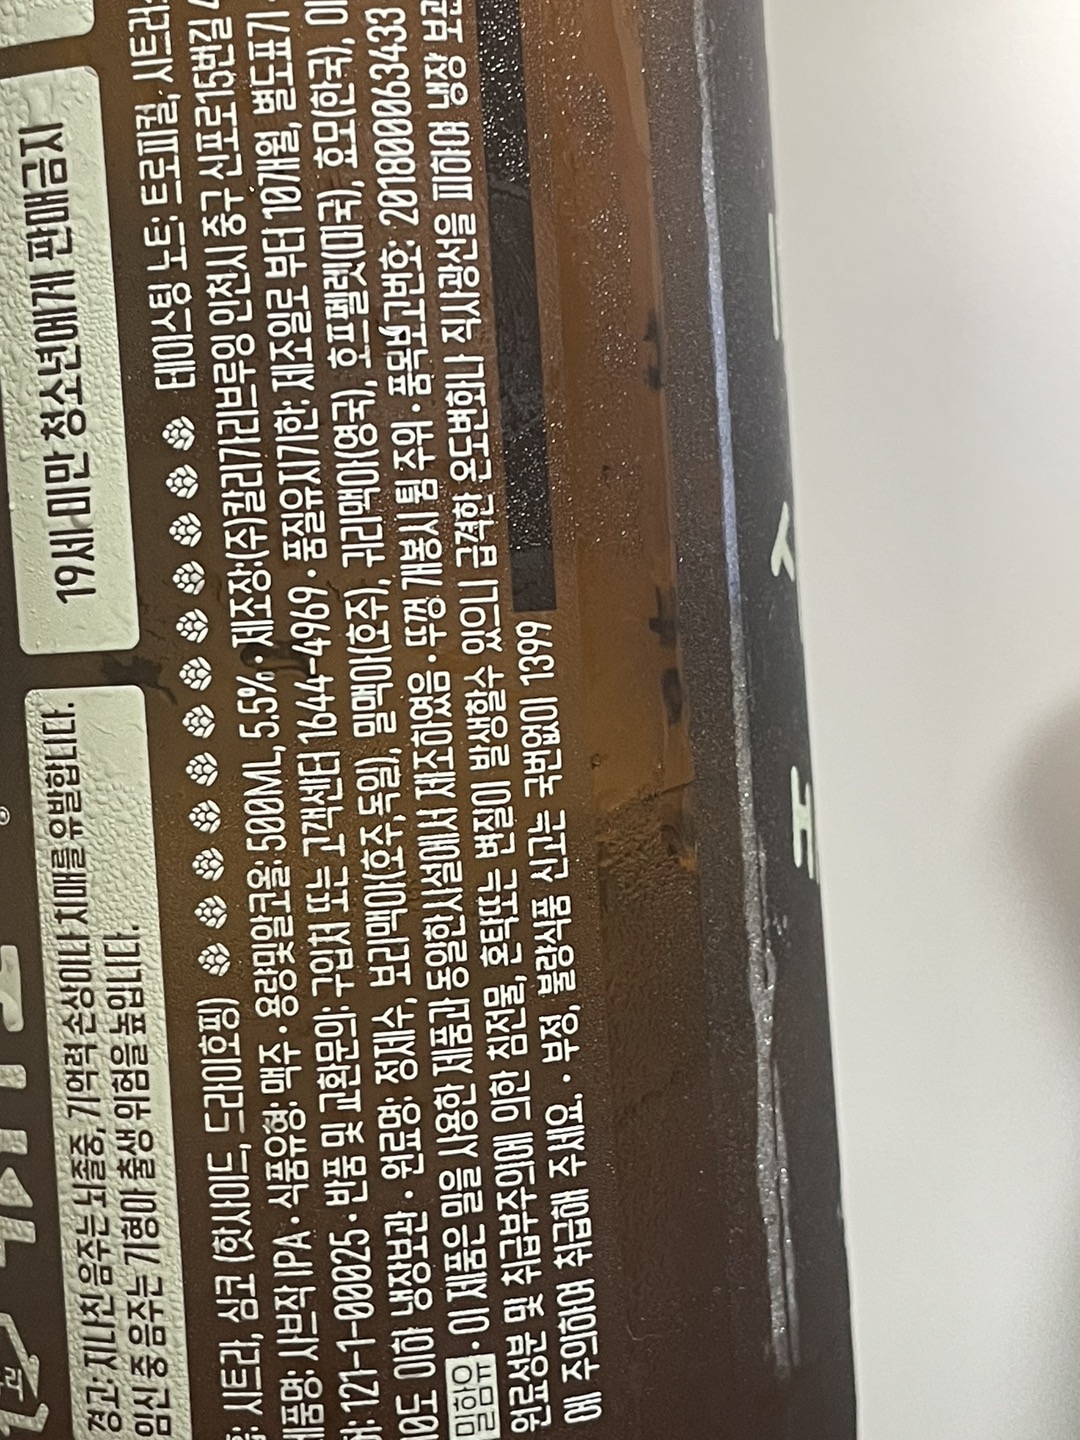 경고: 지나친 음주는 뇌졸중, 기억력 손상이나 치매를 유발합니다.
임신 중 음주는 기형아 출생 위험을 높입니다.
19세 미만 청소년에게 판매금지
시트라, 심코 (핫사이드, 드라이호핑)
테이스팅 노트: 트로피컬, 시트러
제품명: 사브작 IPA · 식품유형: 맥주 · 용량및알코올: 500ML, 5.5% · 제조장:(주)칼리가리브루잉 인천시 중구 신포로15번길
121-1-00025 · 반품 및 교환문의: 구입처 또는 고객센터 1644-4969 · 품질유지기한: 제조일로 부터 10개월, 별도표기
10도 이하 냉장보관 · 원료명: 정제수, 보리맥아(호주,독일), 밀맥아(호주), 귀리맥아(영국), 호프펠렛(미국), 효모(한국),
밀함유 · 이 제품은 밀을 사용한 제품과 동일한시설에서 제조하였음 · 뚜껑 개봉시 튐 주위 · 품목보고번호: 20180063433
원료성분 및 취급부주의에 의한 침전물, 혼탁또는 변질이 발생할수 있으니 급격한 온도변화나 직사광선을 피하여 냉장 보관
에 주의하여 취급해 주세요. · 부정, 불량식품 신고는 국번없이 1399